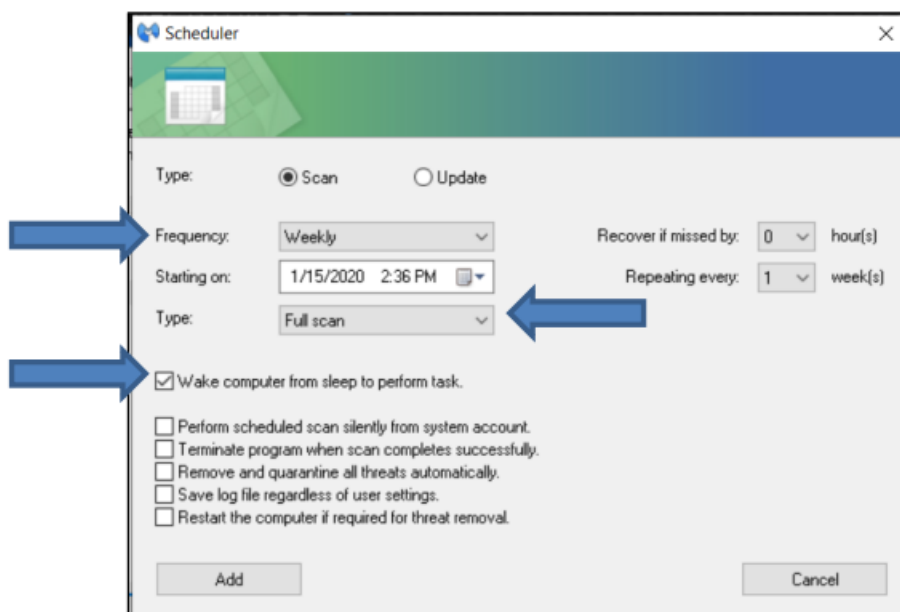 Scheduler
Type: Scan Update
Frequency: Weekly Recover if missed by: 0 hour(s)
Starting on: 1/15/2020 2:36 PM Repeating every: 1 week(s)
Type: Full scan
Wake computer from sleep to perform task.
Perform scheduled scan silently from system account.
Terminate program when scan completes successfully.
Remove and quarantine all threats automatically.
Save log file regardless of user settings.
Restart the computer if required for threat removal.
Add Cancel